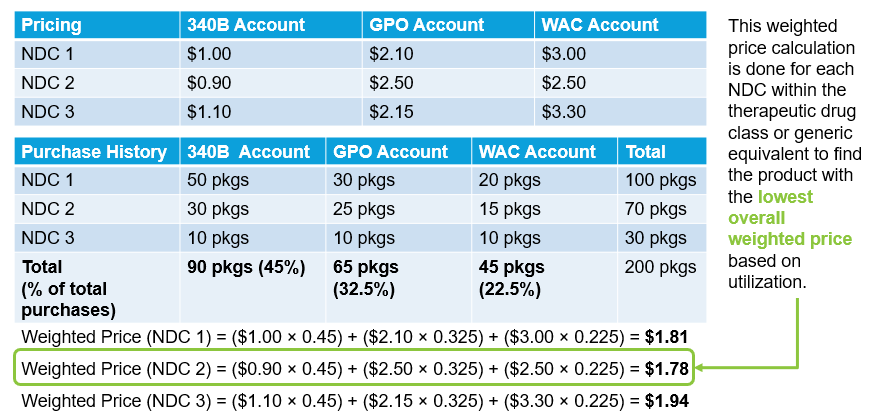 Pricing 340B Account GPO Account WAC Account
NDC 1 $1.00 $2.10 $3.00
NDC 2 $0.90 $2.50 $2.50
NDC 3 $1.10 $2.15 $3.30
Purchase History 340B Account GPO Account WAC Account Total
NDC 1 50 pkgs 30 pkgs 20 pkgs 100 pkgs
NDC 2 30 pkgs 25 pkgs 15 pkgs 70 pkgs
NDC 3 10 pkgs 10 pkgs 10 pkgs 30 pkgs
Total 90 pkgs (45%) 65 pkgs 45 pkgs 200 pkgs
(% of total (32.5%) (22.5%)
purchases)
Weighted Price (NDC 1) = ($1.00 × 0.45) + ($2.10 × 0.325) + ($3.00 × 0.225) = $1.81
Weighted Price (NDC 2) = ($0.90 × 0.45) + ($2.50 × 0.325) + ($2.50 × 0.225) = $1.78
Weighted Price (NDC 3) = ($1.10 × 0.45) + ($2.15 × 0.325) + ($3.30 × 0.225) = $1.94
This weighted
price calculation
is done for each
NDC within the
therapeutic drug
class or generic
equivalent to find
the product with
the lowest
overall
weighted price
based on
utilization.